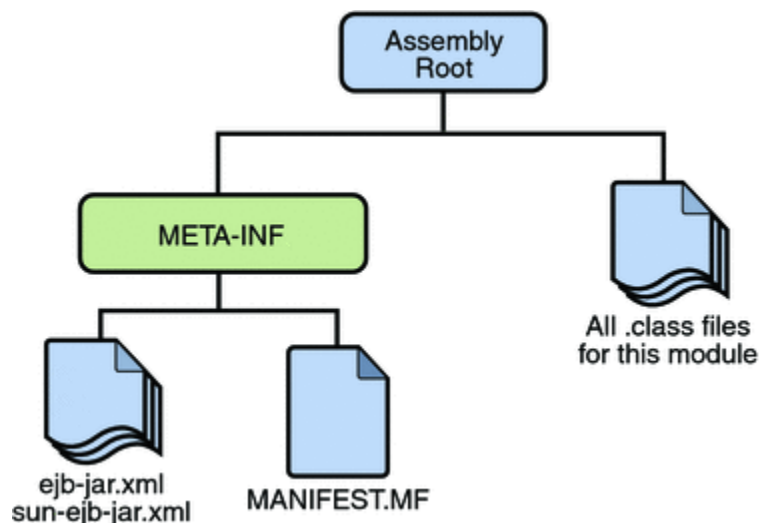 Assembly
Root
META-INF
All .class files
for this module
ejb-jar.xml
sun-ejb-jar.xml
MANIFEST.MF